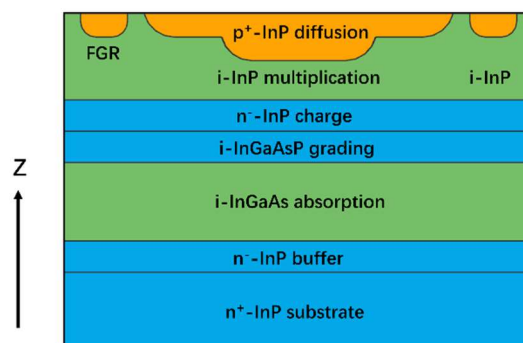 p⁺-InP diffusion
FGR
i-InP multiplication
i-InP
n⁻-InP charge
i-InGaAsP grading
Z
i-InGaAs absorption
n⁻-InP buffer
n⁺-InP substrate